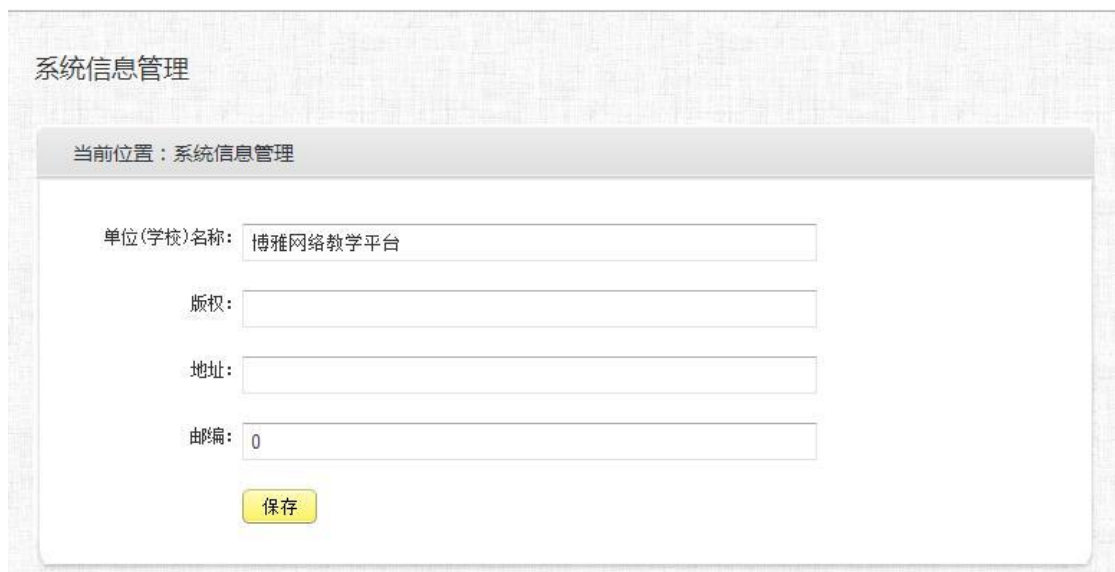 系统信息管理
当前位置：系统信息管理
单位(学校)名称： 博雅网络教学平台
版权：
地址：
邮编： 0
保存